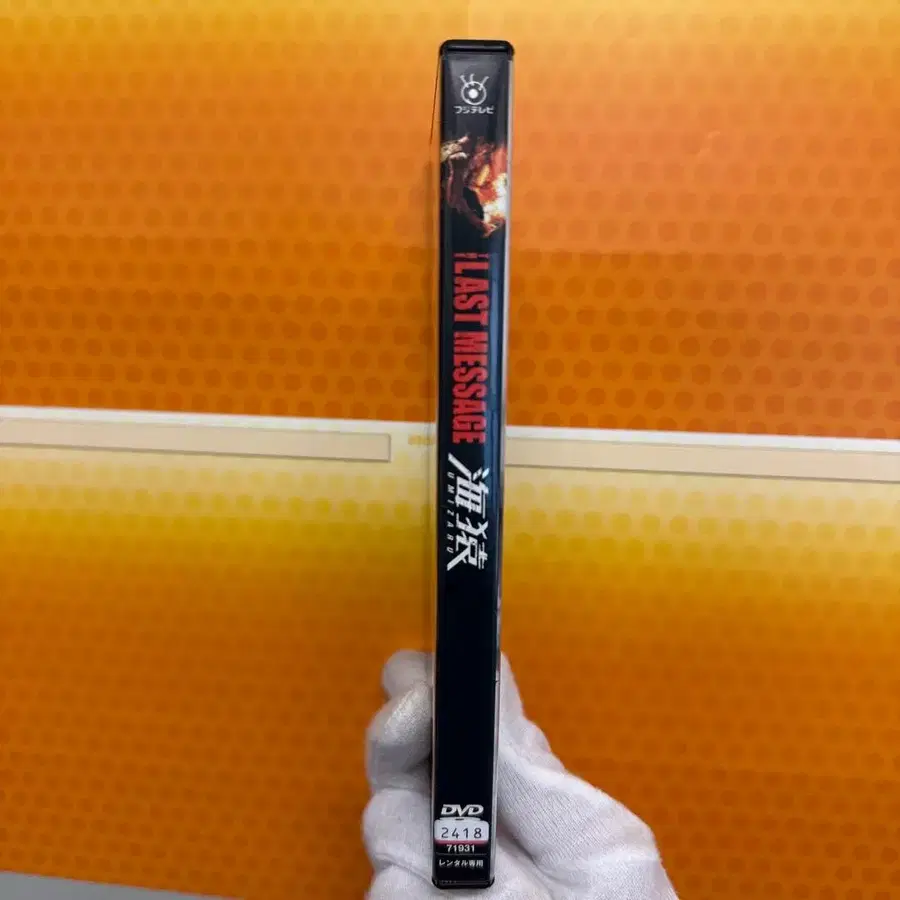 フジテレビ
THE LAST MESSAGE
海猿
UMIZARU
DVD
2418
71931
レンタル専用